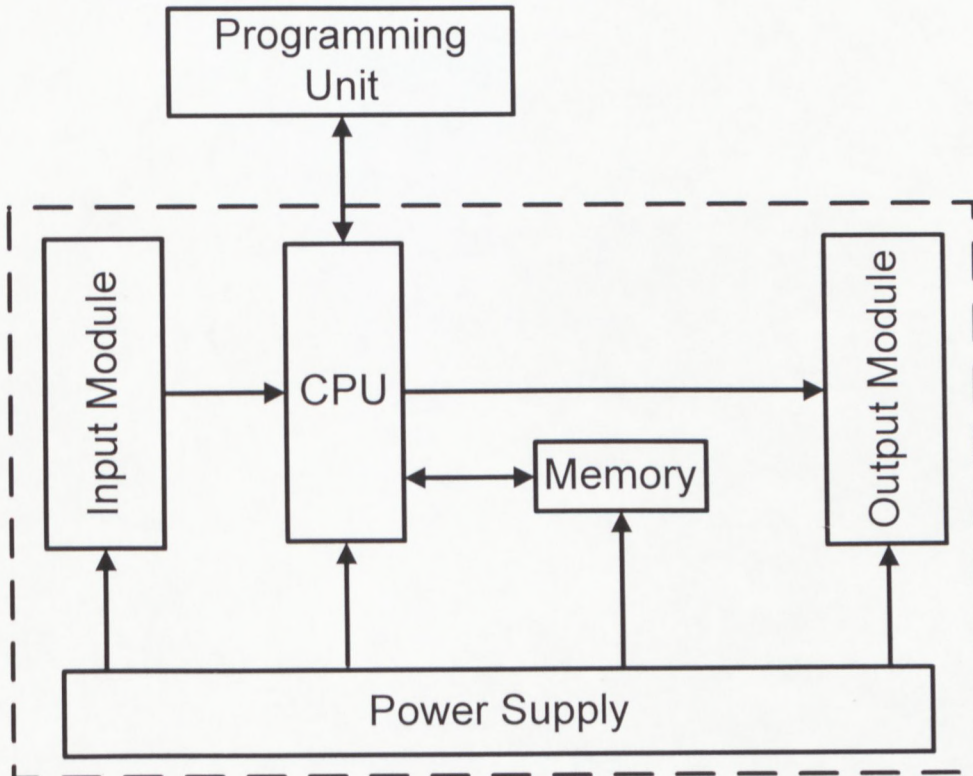 Programming
Unit
Input Module
CPU
Memory
Output Module
Power Supply